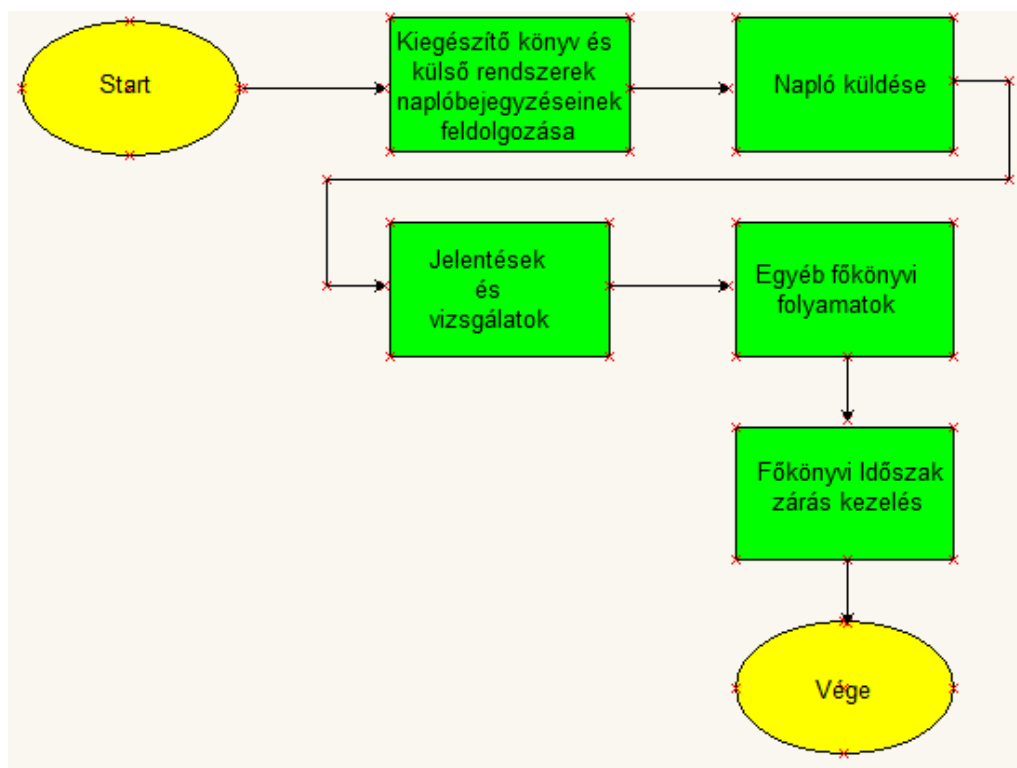 Start
Kiegészítő könyv és
külső rendszerek
naplóbejegyzéseinek
feldolgozása
Napló küldése
Jelentések
és
vizsgálatok
Egyéb főkönyvi
folyamatok
Főkönyvi Időszak
zárás kezelés
Vége